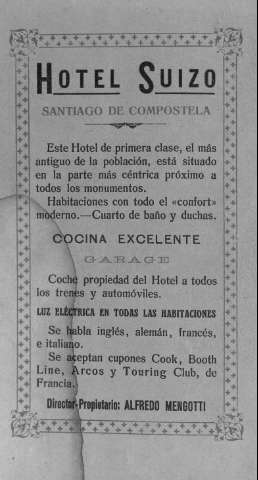 HOTEL SUIZO
SANTIAGO DE COMPOSTELA
Este Hotel de primera clase, el más
antiguo de la población, está situado
en la parte más céntrica próximo a
todos los monumentos.
Habitaciones con todo el «confort»
moderno.—Cuarto de baño y duchas.
COCINA EXCELENTE
GARAGE
Coche propiedad del Hotel a todos
los trenes y automóviles.
LUZ ELÉCTRICA EN TODAS LAS HABITACIONES
Se habla inglés, alemán, francés,
e italiano.
Se aceptan cupones Cook, Booth
Line, Arcos y Touring Club, de
Francia.
Director-Propietario: ALFREDO MENGOTTI